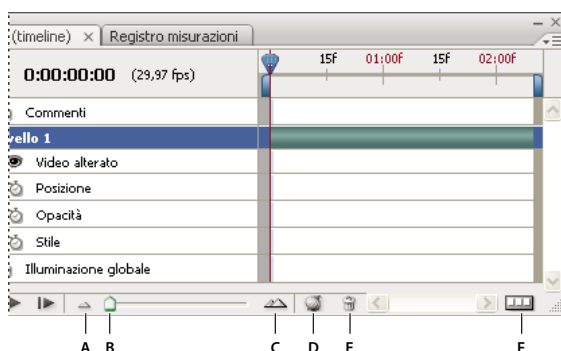 (timeline) × Registro misurazioni
0:00:00:00 (29,97 fps)
15f 01:00f 15f 02:00f
Commenti
vello 1
Video alterato
Posizione
Opacità
Stile
Illuminazione globale
A B C D E F